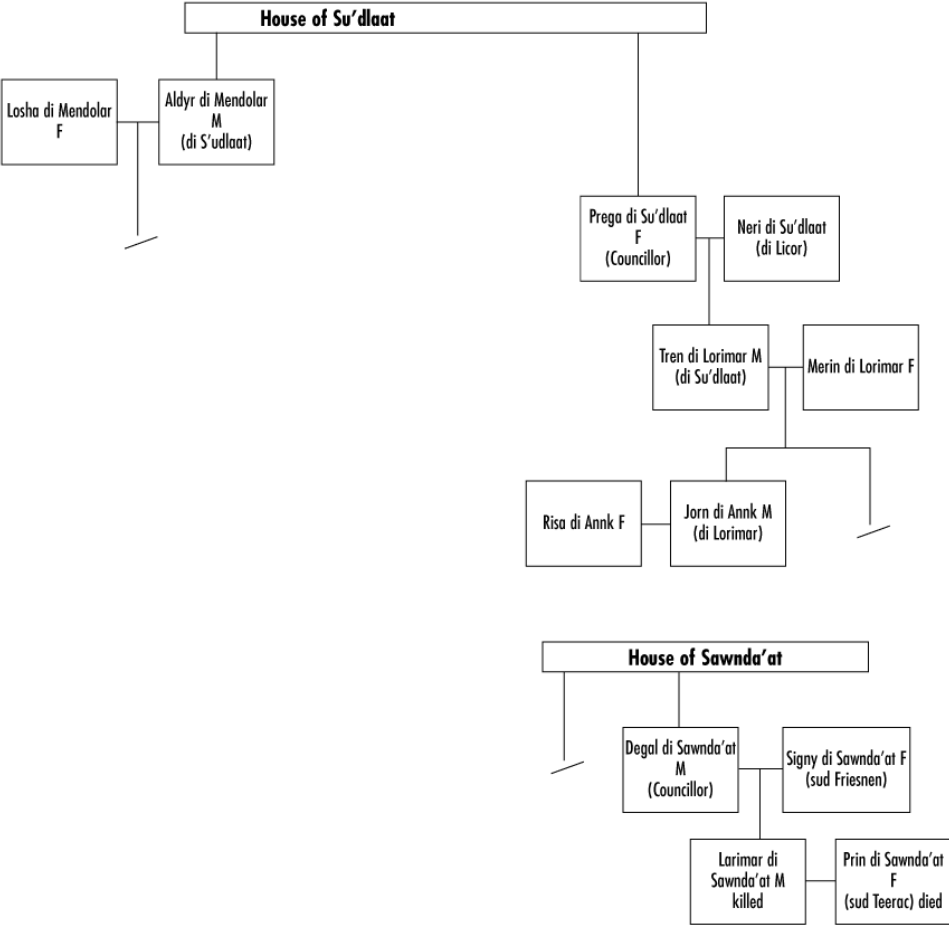 House of Su'dlaat
Losha di Mendolar
F
Aldyr di Mendolar
M
(di S'udlaat)
Prega di Su'dlaat
F
(Councillor)
Neri di Su'dlaat
(di Licor)
Tren di Lorimar M
(di Su'dlaat)
Merin di Lorimar F
Risa di Annk F
Jorn di Annk M
(di Lorimar)
House of Sawnda'at
Degal di Sawnda'at
M
(Councillor)
Signy di Sawnda'at F
(sud Friesnen)
Larimar di
Sawnda'at M
killed
Prin di Sawnda'at
F
(sud Teerac) died